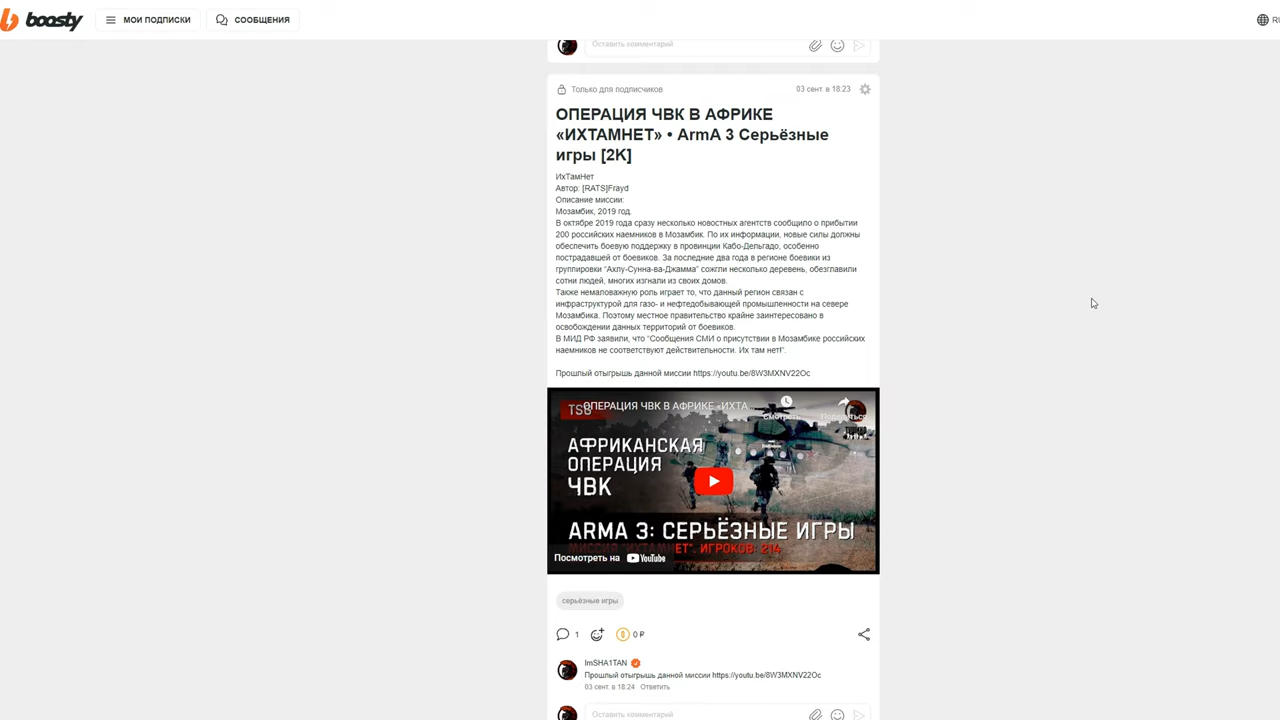 boosty
МОИ ПОДПИСКИ
СООБЩЕНИЯ
Оставить комментарий
Только для подписчиков
03 сент. в 18:23
ОПЕРАЦИЯ ЧВК В АФРИКЕ
«ИХТАМНЕТ» • ArmA 3 Серьёзные
игры [2K]
ИхТамНет
Автор: [RATS]Frayd
Описание миссии:
Мозамбик, 2019 год.
В октябре 2019 года сразу несколько новостных агентств сообщило о прибытии
200 российских наемников в Мозамбик. По их информации, новые силы должны
обеспечить боевую поддержку в провинции Кабо-Дельгадо, особенно
пострадавшей от боевиков. За последние два года в регионе боевики из
группировки “Ахлу-Сунна-ва-Джамма” сожгли несколько деревень, обезглавили
сотни людей, многих изгнали из своих домов.
Также немаловажную роль играет то, что данный регион связан с
инфраструктурой для газо- и нефтедобывающей промышленности на севере
Мозамбика. Поэтому местное правительство крайне заинтересовано в
освобождении данных территорий от боевиков.
В МИД РФ заявили, что “Сообщения СМИ о присутствии в Мозамбике российских
наемников не соответствуют действительности. Их там нет!”.
Прошлый отыгрышь данной миссии https://youtu.be/8W3MXNV22Oc
TSG
ОПЕРАЦИЯ ЧВК В АФРИКЕ «ИХТА...
АФРИКАНСКАЯ
ОПЕРАЦИЯ
ЧВК
ARMA 3: СЕРЬЁЗНЫЕ ИГРЫ
МИССИЯ "ИХТАМНЕТ". ИГРОКОВ: 214
Посмотреть на YouTube
серьёзные игры
1
0 ₽
ImSHA1TAN
Прошлый отыгрышь данной миссии https://youtu.be/8W3MXNV22Oc
03 сент. в 18:24 Ответить
Оставить комментарий